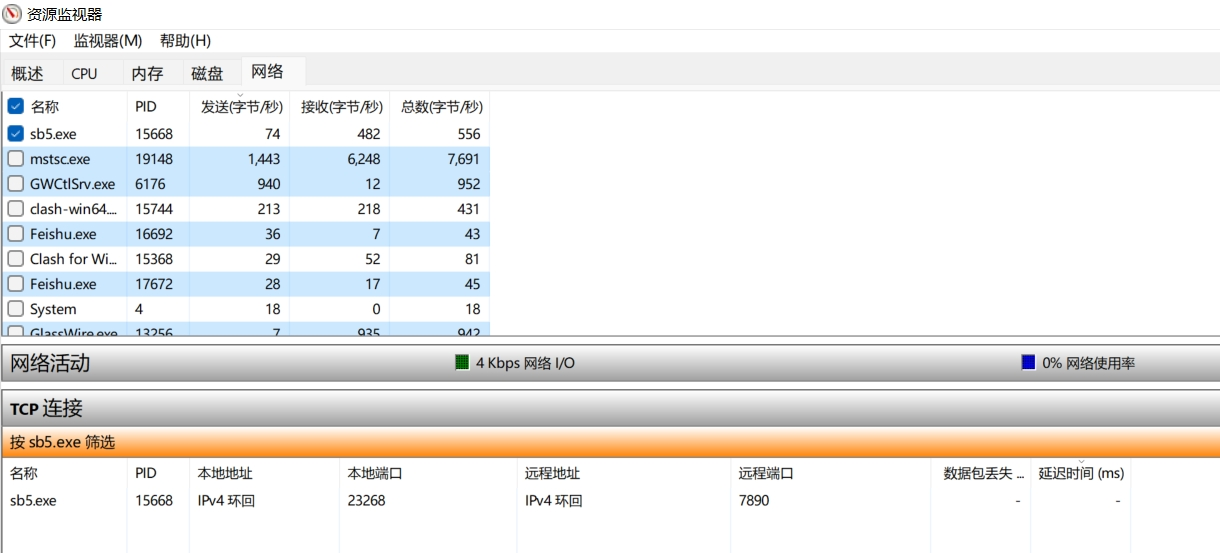 资源监视器
文件(F) 监视器(M) 帮助(H)
概述 CPU 内存 磁盘 网络
名称 PID 发送(字节/秒) 接收(字节/秒) 总数(字节/秒)
sb5.exe 15668 74 482 556
mstsc.exe 19148 1,443 6,248 7,691
GWCtlSrv.exe 6176 940 12 952
clash-win64.... 15744 213 218 431
Feishu.exe 16692 36 7 43
Clash for Wi... 15368 29 52 81
Feishu.exe 17672 28 17 45
System 4 18 0 18
GlassWire.exe 13256 7 935 942
网络活动 4 Kbps 网络 I/O 0% 网络使用率
TCP 连接
按 sb5.exe 筛选
名称 PID 本地地址 本地端口 远程地址 远程端口 数据包丢失 ... 延迟时间 (ms)
sb5.exe 15668 IPv4 环回 23268 IPv4 环回 7890 - -